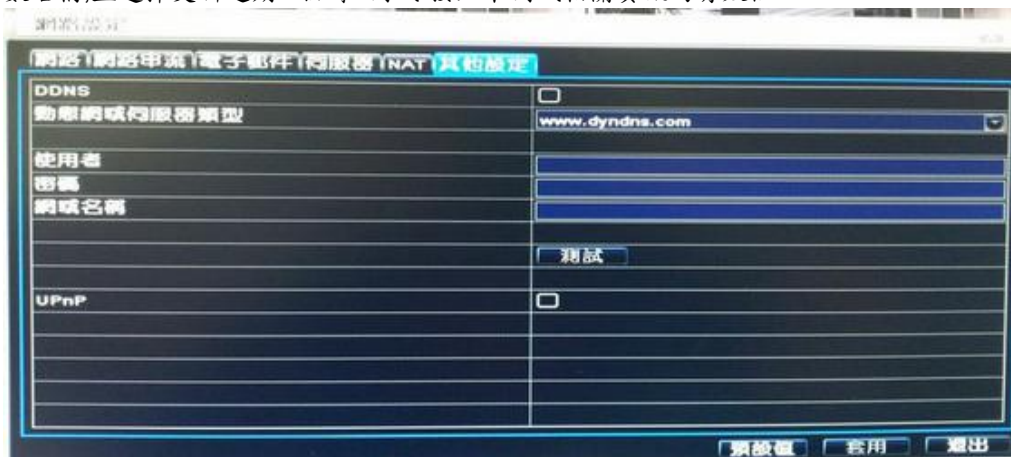 網路 網路串流 電子郵件 伺服器 NAT 其他設定
DDNS
動態網域伺服器類型 www.dyndns.com
使用者
密碼
網域名稱
測試
UPnP
預設值 套用 退出